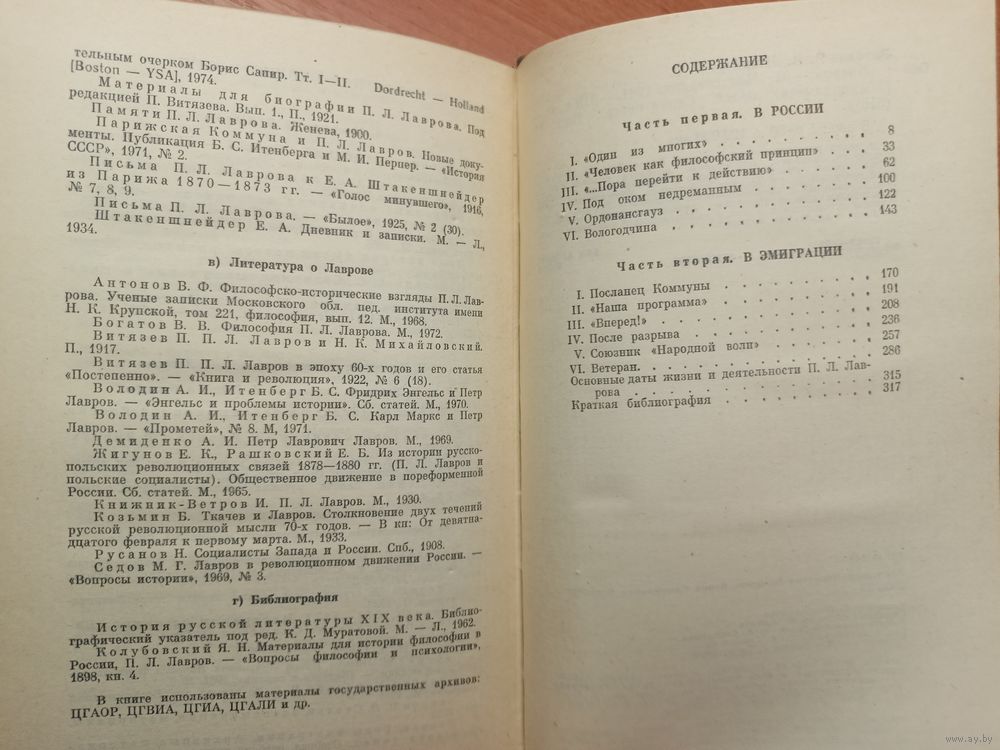 тельным очерком Борис Сапир. Тт. I—II. Dordrecht — Holland
[Boston — YSA], 1974.
Материалы для биографии П. Л. Лаврова. Под
редакцией П. Витязева. Вып. 1., II., 1921.
Памяти П. Л. Лаврова. Женева, 1900.
Парижская Коммуна и П. Л. Лавров. Новые доку-
менты. Публикация Б. С. Итенберга и М. И. Перпер. — «История
СССР», 1971, № 2.
Письма П. Л. Лаврова к Е. А. Штакеншнейдер
из Парижа 1870—1873 гг. — «Голос минувшего», 1916,
№ 7, 8, 9.
Письма П. Л. Лаврова. — «Былое», 1925, № 2 (30).
Штакеншнейдер Е. А. Дневник и записки. М. — Л.,
1934.
в) Литература о Лаврове
Антонов В. Ф. Философско-исторические взгляды П. Л. Лав-
рова. Ученые записки Московского обл. пед. института имени
Н. К. Крупской, том 221, философия, вып. 12. М., 1968.
Богатов В. В. Философия П. Л. Лаврова. М., 1972.
Витязев П. П. Л. Лавров и Н. К. Михайловский.
П., 1917.
Витязев П. П. Л. Лавров в эпоху 60-х годов и его статья
«Постепенно». — «Книга и революция», 1922, № 6 (18).
Володин А. И., Итенберг Б. С. Фридрих Энгельс и Петр
Лавров. — «Энгельс и проблемы истории». Сб. статей. М., 1970.
Володин А. И., Итенберг Б. С. Карл Маркс и Петр
Лавров. — «Прометей», № 8. М, 1971.
Демиденко А. И. Петр Лаврович Лавров. М., 1969.
Жигунов Е. К., Рашковский Е. Б. Из истории русско-
польских революционных связей 1878—1880 гг. (П. Л. Лавров и
польские социалисты). Общественное движение в пореформенной
России. Сб. статей. М., 1965.
Книжник-Ветров И. П. Л. Лавров. М., 1930.
Козьмин Б. Ткачев и Лавров. Столкновение двух течений
русской революционной мысли 70-х годов. — В кн: От девятна-
дцатого февраля к первому марта. М., 1933.
Русанов Н. Социалисты Запада и России. Спб., 1908.
Седов М. Г. Лавров в революционном движении России. —
«Вопросы истории», 1969, № 3.
г) Библиография
История русской литературы XIX века. Библио-
графический указатель под ред. К. Д. Муратовой. М. — Л., 1962.
Колубовский Я. Н. Материалы для истории философии в
России, П. Л. Лавров. — «Вопросы философии и психологии»,
1898, кн. 4.
В книге использованы материалы государственных архивов:
ЦГАОР, ЦГВИА, ЦГИА, ЦГАЛИ и др.
СОДЕРЖАНИЕ
Часть первая. В РОССИИ
I. «Один из многих» . . . . . . . 8
II. «Человек как философский принцип» . . 33
III. «...Пора перейти к действию» . . . . 62
IV. Под оком недреманным . . . . . . 100
V. Ордонансгауз . . . . . . . . 122
VI. Вологодчина . . . . . . . . 143
Часть вторая. В ЭМИГРАЦИИ
I. Посланец Коммуны . . . . . . 170
II. «Наша программа» . . . . . . 191
III. «Вперед!» . . . . . . . . 208
IV. После разрыва . . . . . . . 236
V. Союзник «Народной воли» . . . . . 257
VI. Ветеран. . . . . . . . . 286
Основные даты жизни и деятельности П. Л. Лав-
рова . . . . . . . . . . 315
Краткая библиография . . . . . . 317
www.ay.by